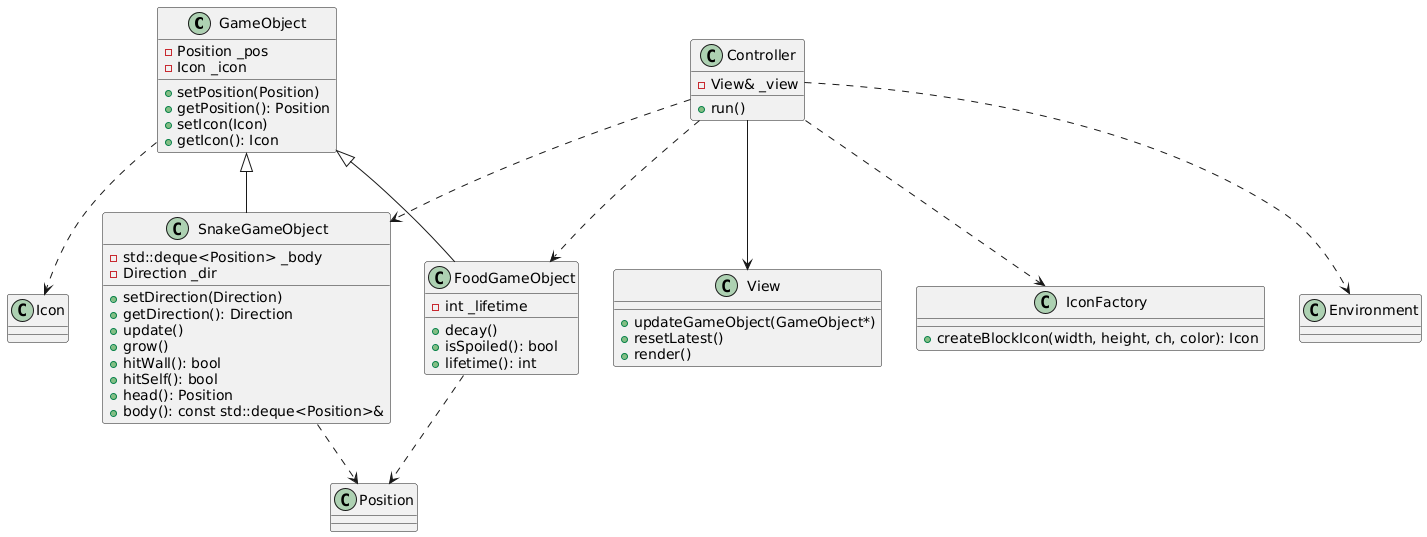 C GameObject
Position _pos
Icon _icon
setPosition(Position)
getPosition(): Position
setIcon(Icon)
getIcon(): Icon
C Controller
View& _view
run()
C SnakeGameObject
std::deque<Position> _body
Direction _dir
setDirection(Direction)
getDirection(): Direction
update()
grow()
hitWall(): bool
hitSelf(): bool
head(): Position
body(): const std::deque<Position>&
C FoodGameObject
int _lifetime
decay()
isSpoiled(): bool
lifetime(): int
C View
updateGameObject(GameObject*)
resetLatest()
render()
C IconFactory
createBlockIcon(width, height, ch, color): Icon
C Icon
C Environment
C Position